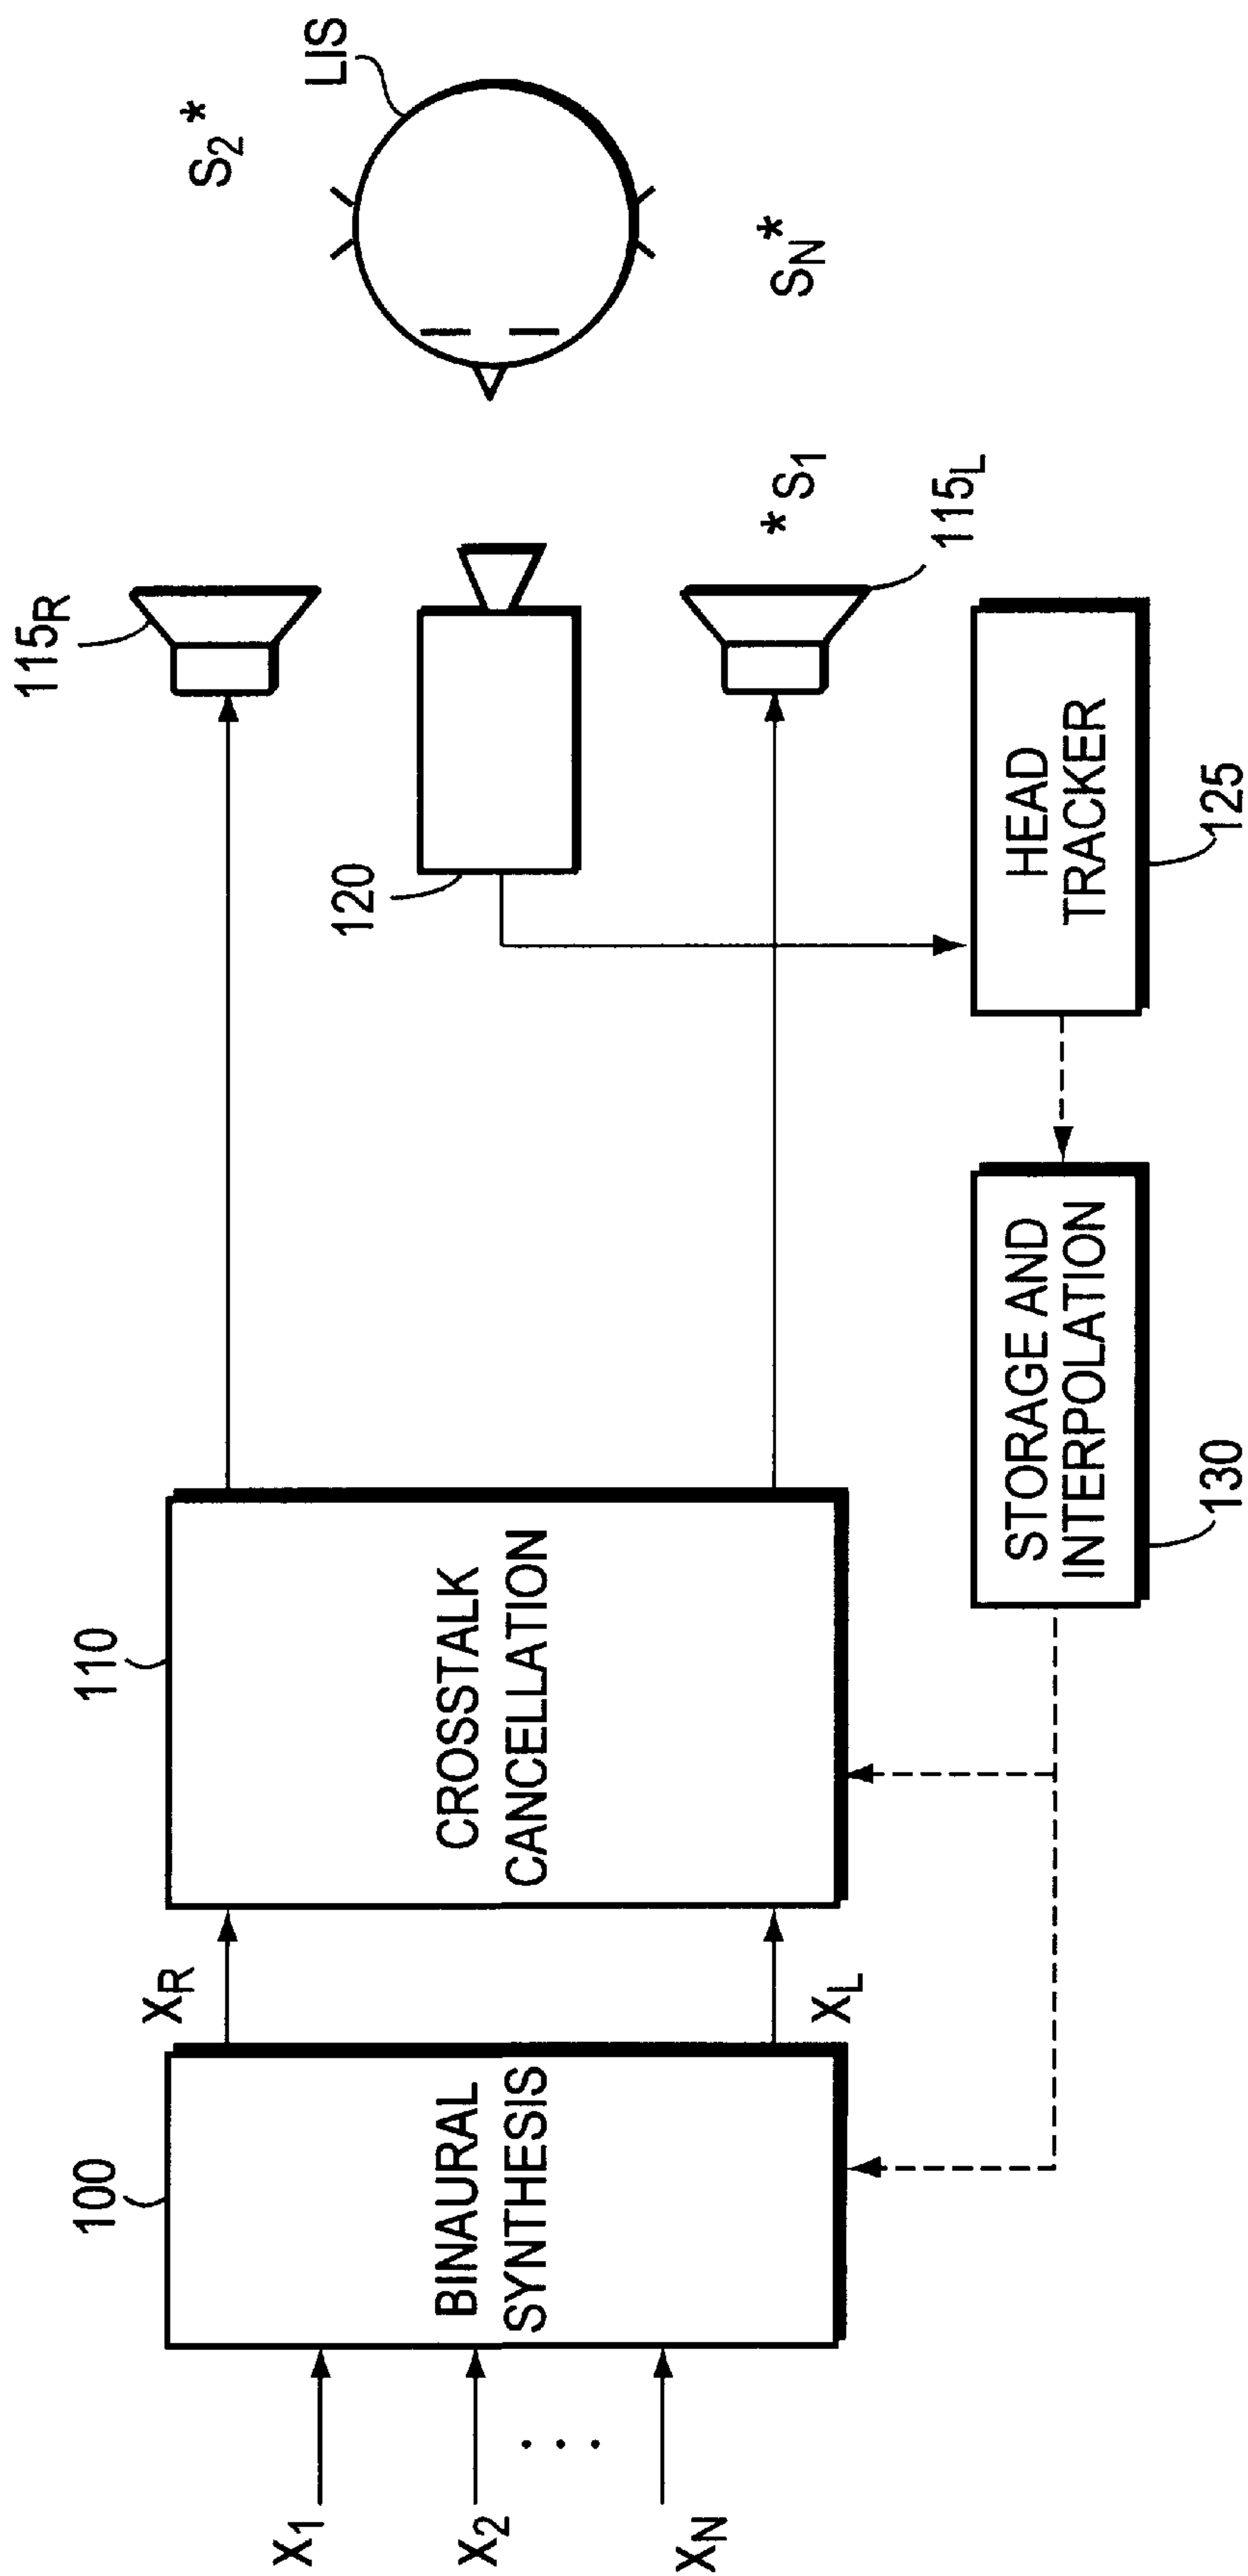 X1
X2
. . .
XN
100
BINAURAL
SYNTHESIS
XR
XL
110
CROSSTALK
CANCELLATION
115R
120
115L
*S1
S2*
SN*
LIS
STORAGE AND
INTERPOLATION
130
HEAD
TRACKER
125